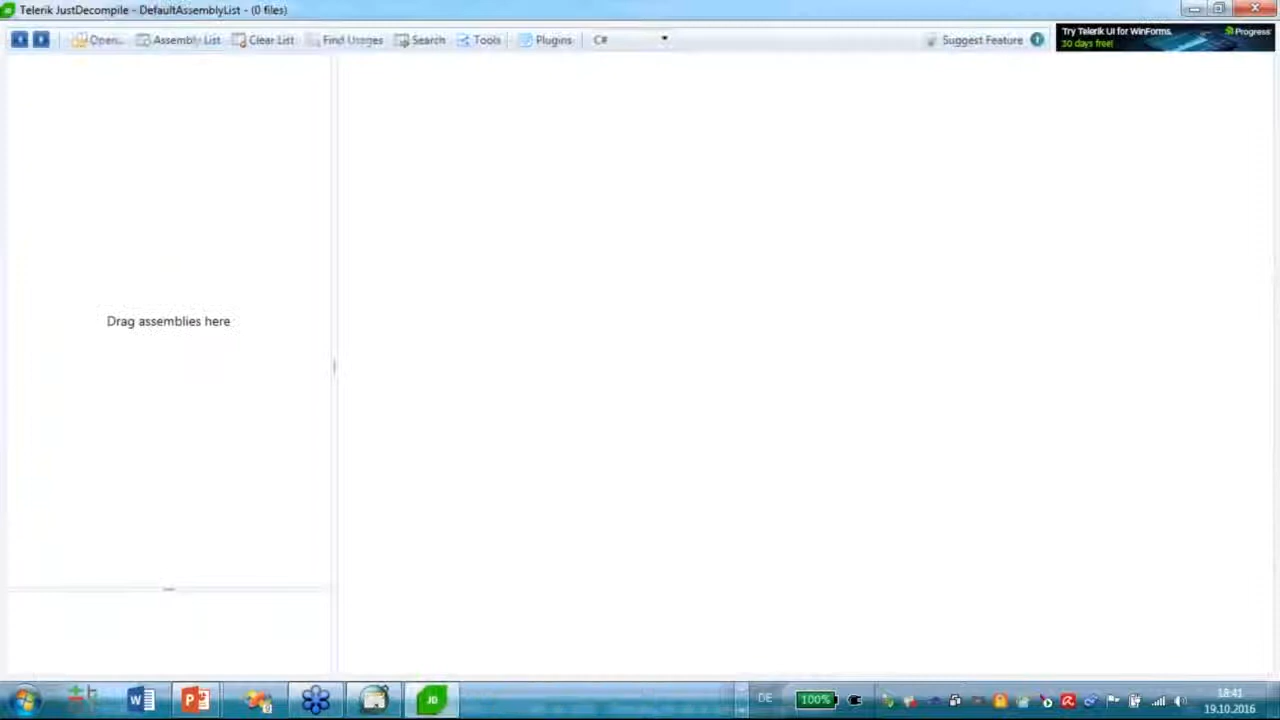 Telerik JustDecompile - DefaultAssemblyList - (0 files)
Open... Assembly List Clear List Find Usages Search Tools Plugins C# Suggest Feature
Try Telerik UI for WinForms.
30 days free!
Progress
Drag assemblies here
JD
DE 100% 18:41
19.10.2016